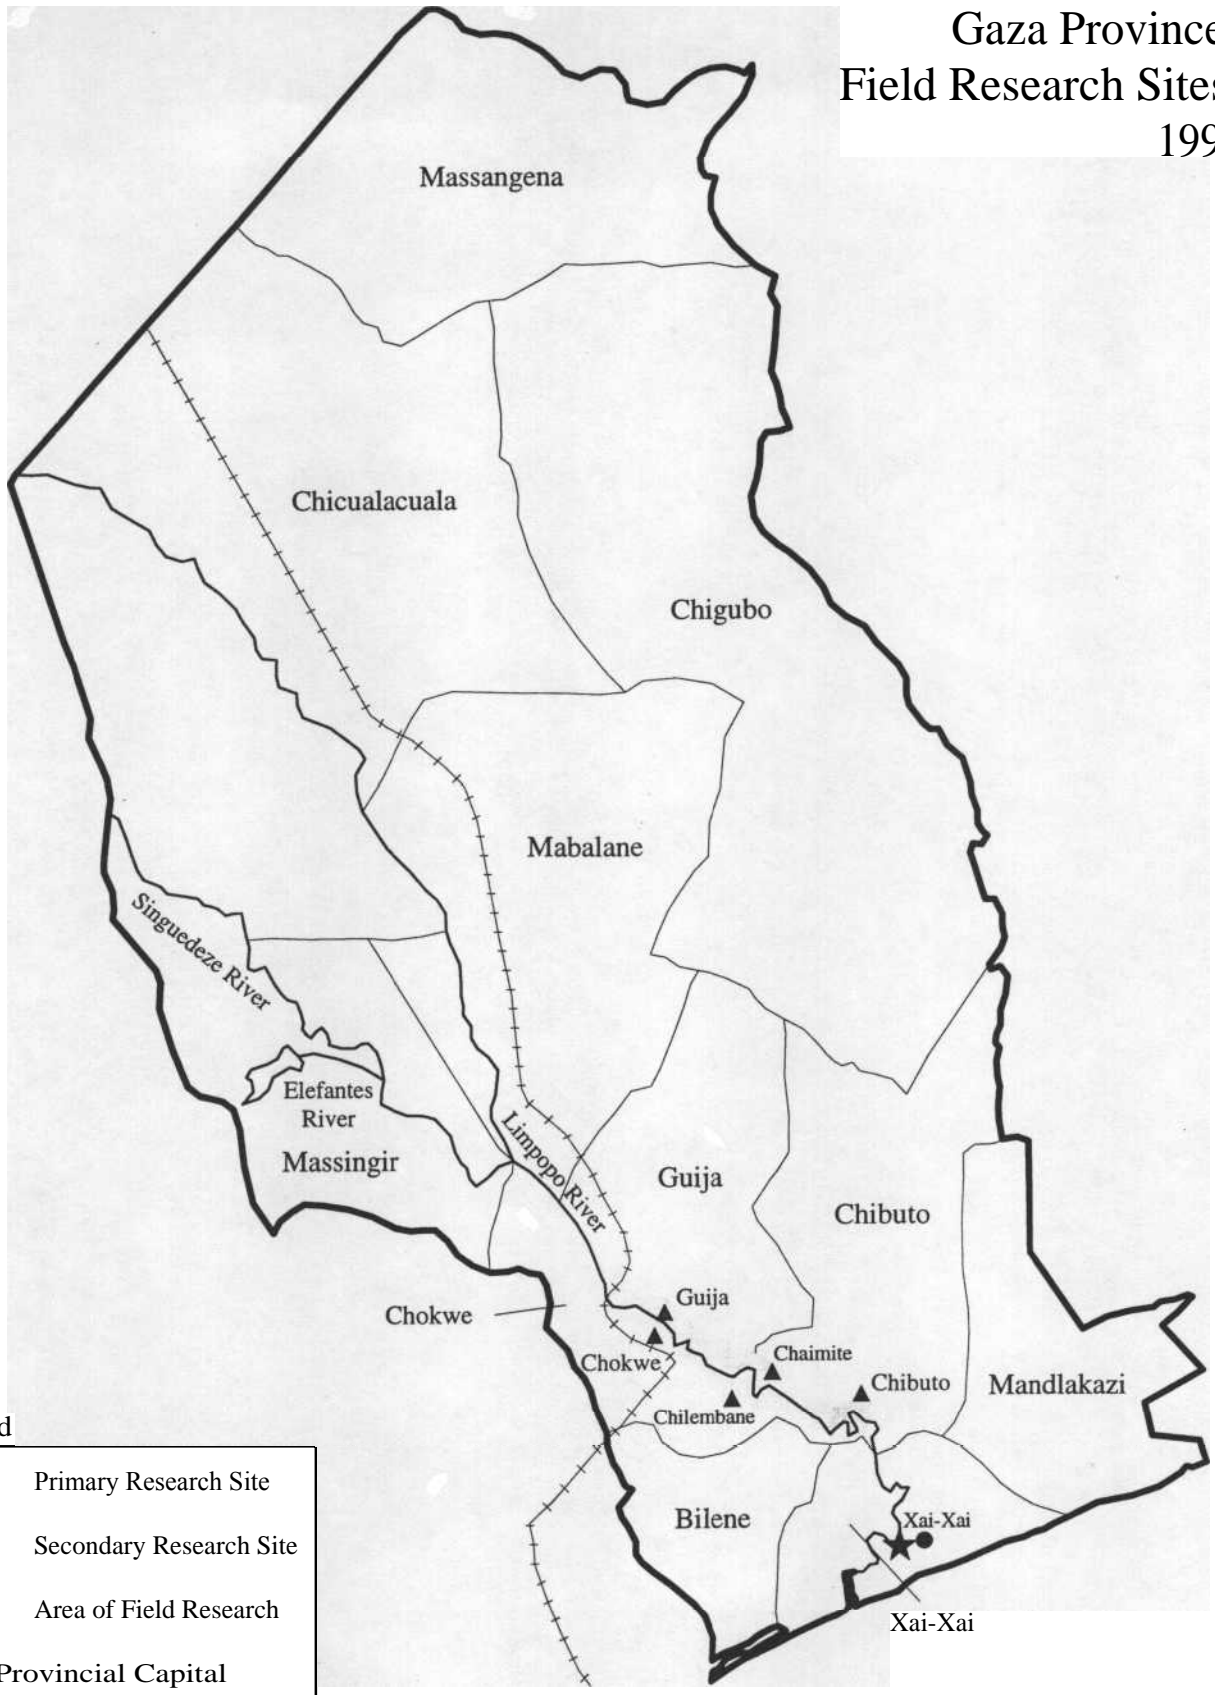 Gaza Province
Field Research Sites
199
Massangena
Chicualacuala
Chigubo
Mabalane
Singuedeze River
Elefantes
River
Massingir
Limpopo River
Guija
Chibuto
Chokwe
Guija
Chokwe
Chaimite
Chibuto
Chilembane
Mandlakazi
Bilene
Xai-Xai
Xai-Xai
d
Primary Research Site
Secondary Research Site
Area of Field Research
Provincial Capital